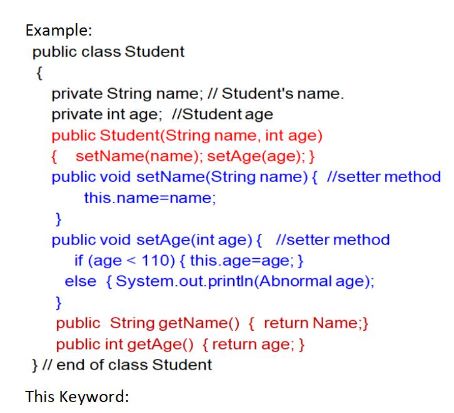 Example:
public class Student
{
private String name; // Student's name.
private int age; //Student age
public Student(String name, int age)
{ setName(name); setAge(age); }
public void setName(String name) { //setter method
this.name=name;
}
public void setAge(int age) { //setter method
if (age < 110) { this.age=age; }
else { System.out.println(Abnormal age);
}
public String getName() { return Name;}
public int getAge() { return age; }
} // end of class Student
This Keyword: